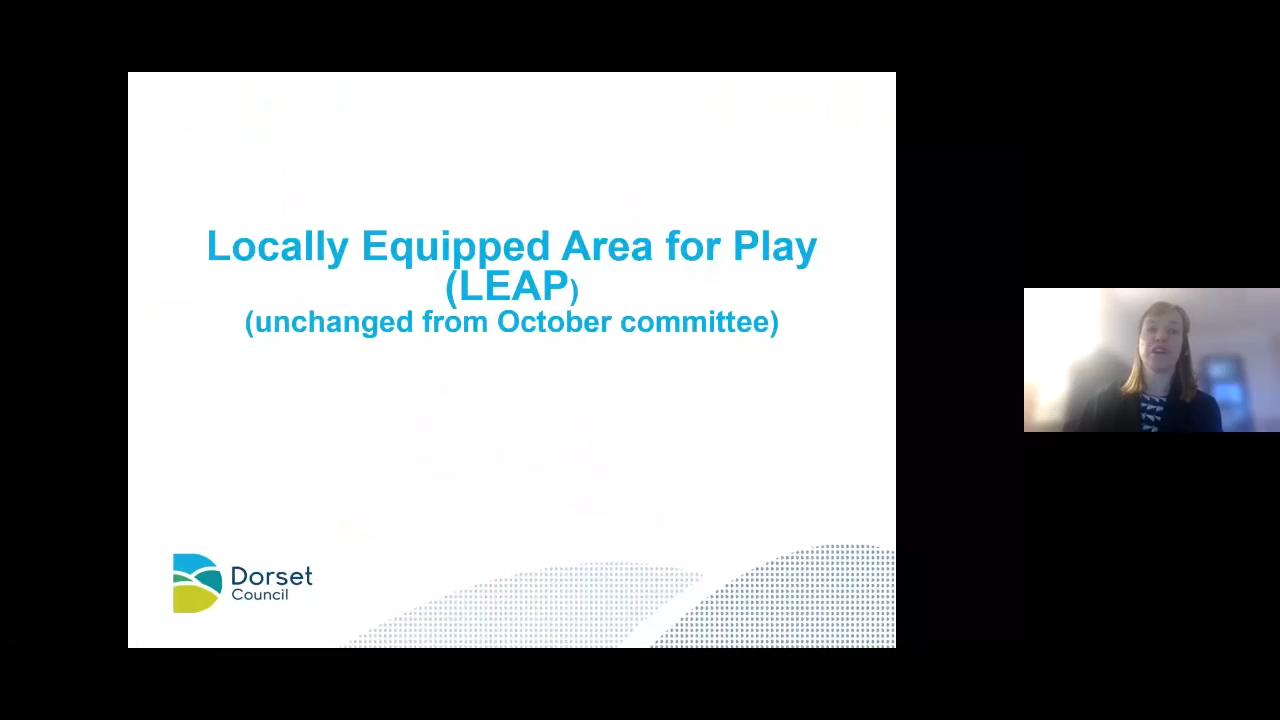 Locally Equipped Area for Play
(LEAP)
(unchanged from October committee)
Dorset
Council